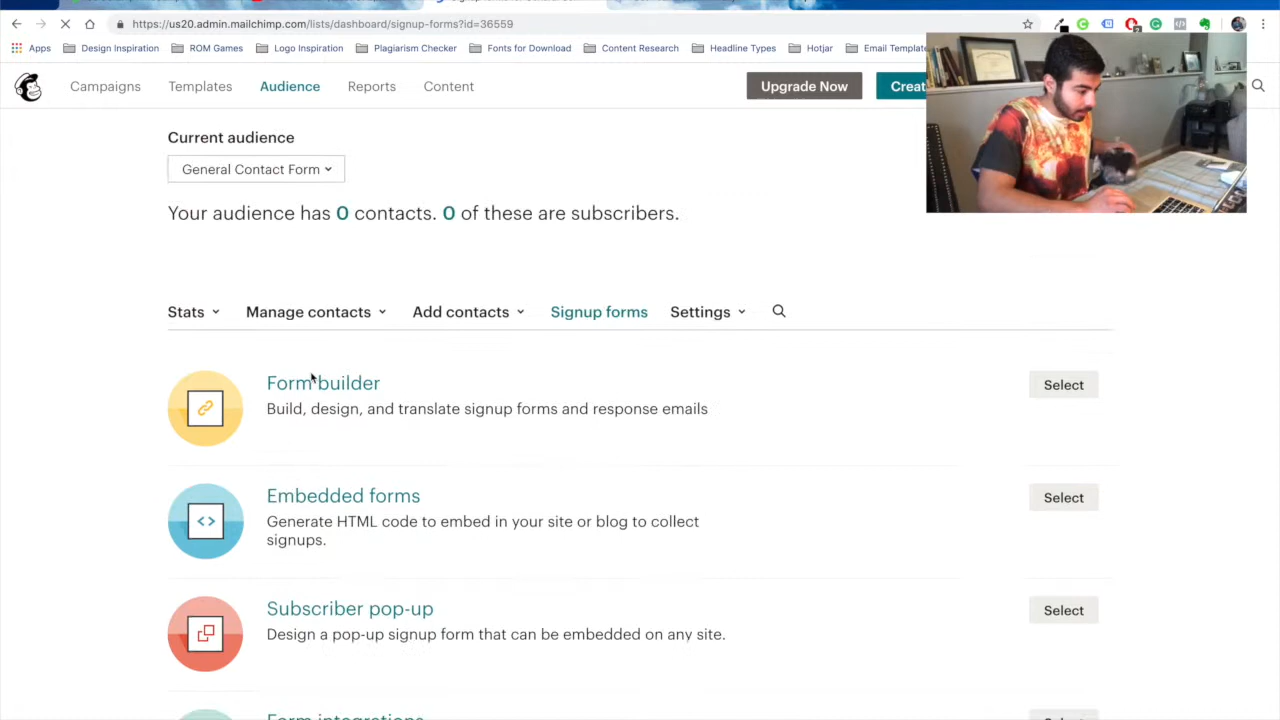 https://us20.admin.mailchimp.com/lists/dashboard/signup-forms?id=36559
Apps Design Inspiration ROM Games Logo Inspiration Plagiarism Checker Fonts for Download Content Research Headline Types Hotjar Email Templa
Campaigns Templates Audience Reports Content Upgrade Now Creat
Current audience
General Contact Form
Your audience has 0 contacts. 0 of these are subscribers.
Stats Manage contacts Add contacts Signup forms Settings
Form builder
Select
Build, design, and translate signup forms and response emails
Embedded forms
Select
Generate HTML code to embed in your site or blog to collect
signups.
Subscriber pop-up
Select
Design a pop-up signup form that can be embedded on any site.
Form integrations